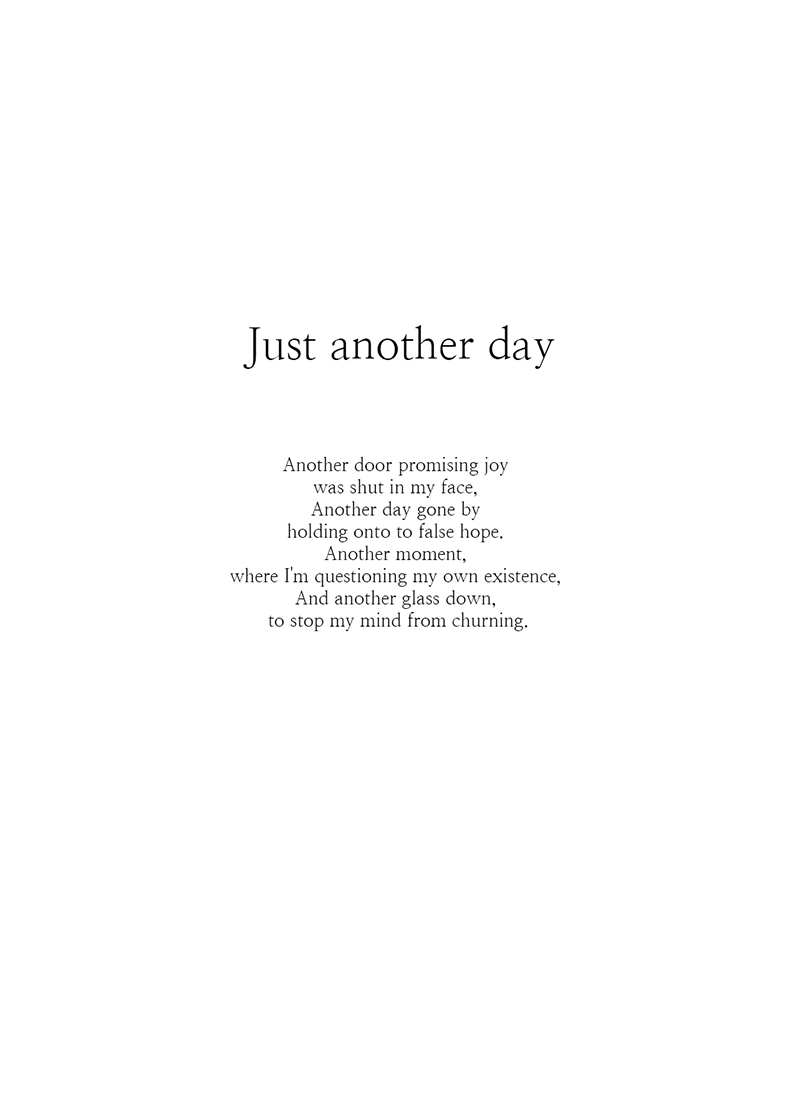 Just another day
Another door promising joy
was shut in my face,
Another day gone by
holding onto to false hope.
Another moment,
where I'm questioning my own existence,
And another glass down,
to stop my mind from churning.